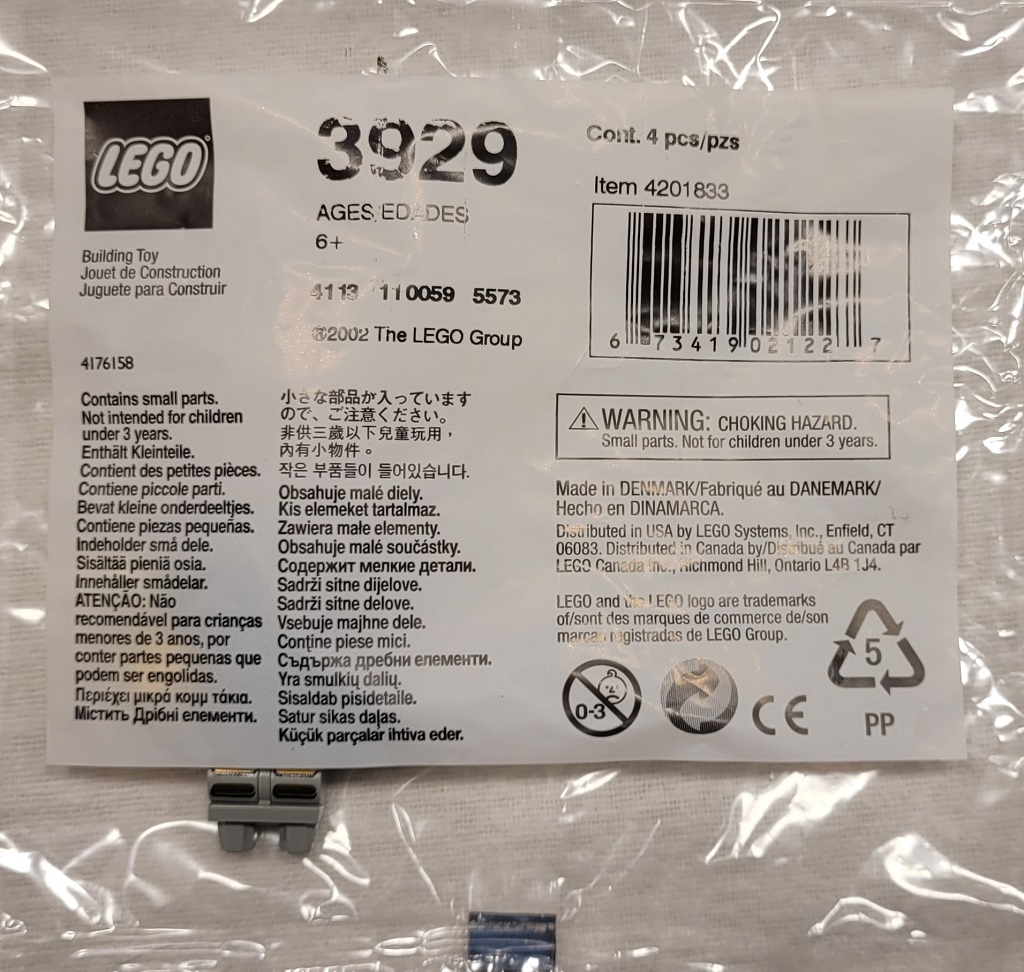 LEGO
3929
AGES/EDADES
6+
Building Toy
Jouet de Construction
Juguete para Construir
4113 110059 5573
©2002 The LEGO Group
4176158
Cont. 4 pcs/pzs
Item 4201833
6 73419 02122 7
Contains small parts.
Not intended for children
under 3 years.
Enthält Kleinteile.
Contient des petites pièces.
Contiene piccole parti.
Bevat kleine onderdeeltjes.
Contiene piezas pequeñas.
Indeholder små dele.
Sisältää pieniä osia.
Innehåller smådelar.
ATENÇÃO: Não
recomendável para crianças
menores de 3 anos, por
conter partes pequenas que
podem ser engolidas.
Περιέχει μικρά κομμ τάκια.
Містить Дрібні елементи.
小さな部品が入っています
ので、ご注意ください。
非供三歲以下兒童玩用，
內有小物件。
작은 부품들이 들어있습니다.
Obsahuje malé diely.
Kis elemeket tartalmaz.
Zawiera małe elementy.
Obsahuje malé součástky.
Содержит мелкие детали.
Sadrži sitne dijelove.
Sadrži sitne delove.
Vsebuje majhne dele.
Conţine piese mici.
Съдържа дребни елементи.
Yra smulkių dalių.
Sisaldab pisidetaile.
Satur sikas daļas.
Küçük parçalar ihtiva eder.
WARNING: CHOKING HAZARD.
Small parts. Not for children under 3 years.
Made in DENMARK/Fabriqué au DANEMARK/
Hecho en DINAMARCA.
Distributed in USA by LEGO Systems, Inc., Enfield, CT
06083. Distributed in Canada by/Distribué au Canada par
LEGO Canada Inc., Richmond Hill, Ontario L4B 1J4.
LEGO and the LEGO logo are trademarks
of/sont des marques de commerce de/son
marcas registradas de LEGO Group.
0-3
CE
5
PP